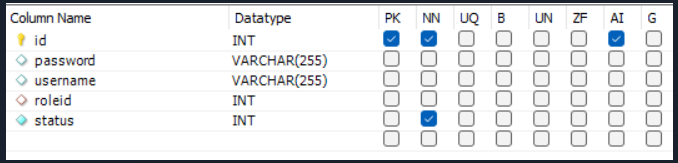 Column Name Datatype PK NN UQ B UN ZF AI G
id INT
password VARCHAR(255)
username VARCHAR(255)
roleid INT
status INT